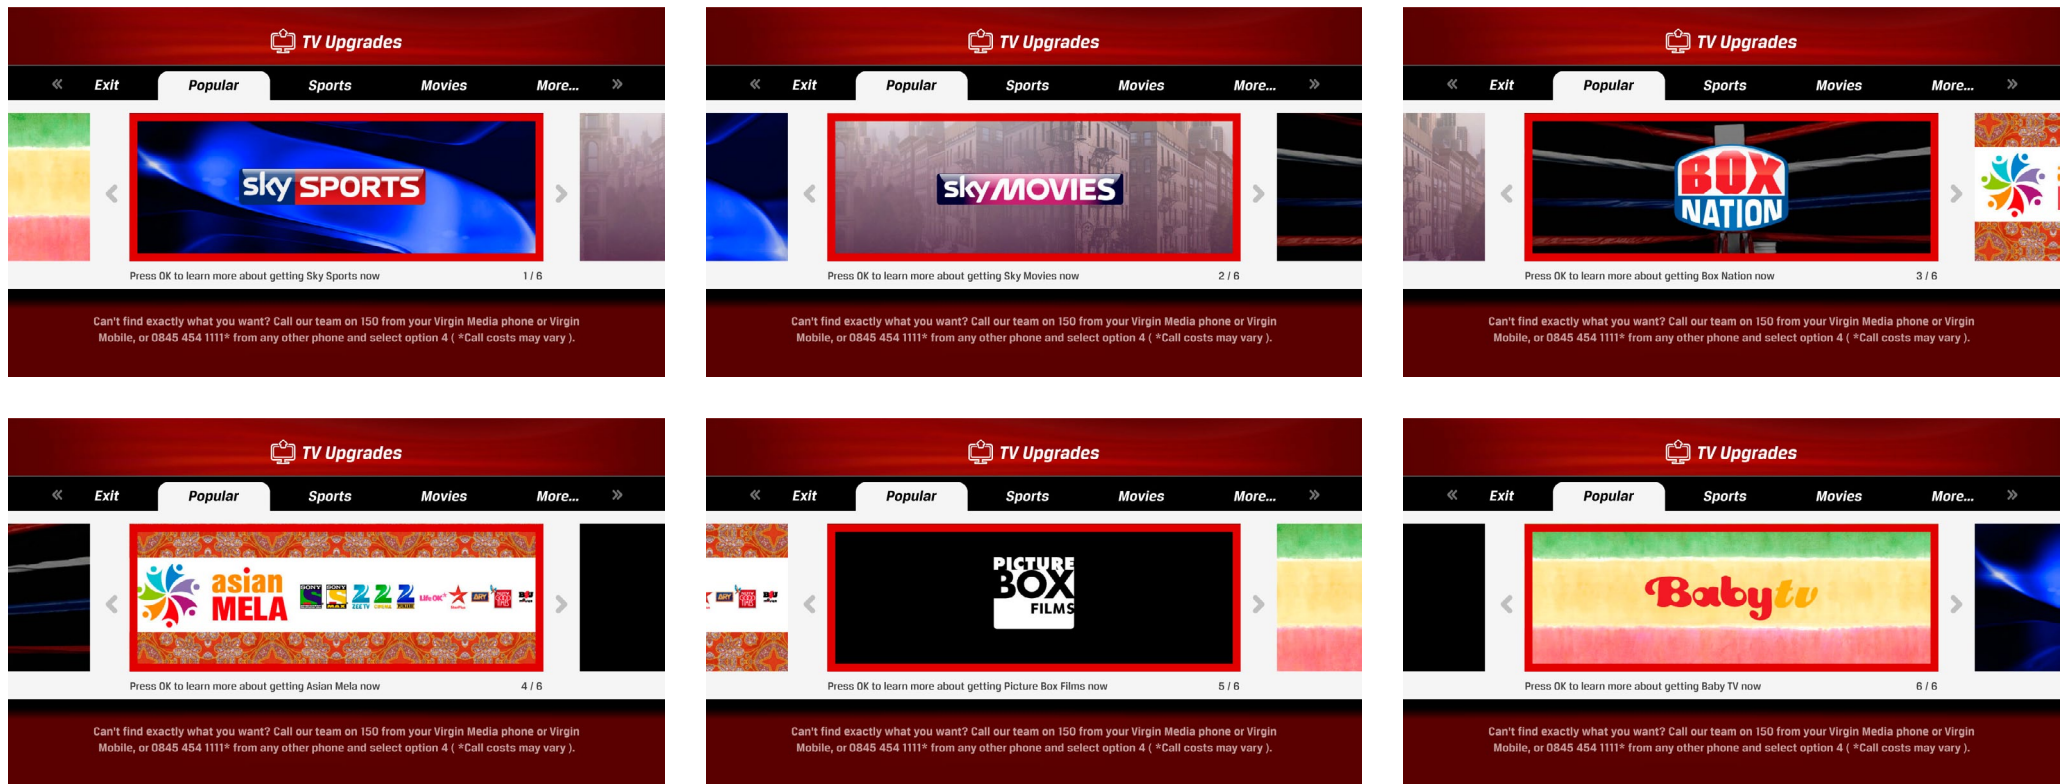 TV Upgrades
« Exit Popular Sports Movies More... »
sky SPORTS
Press OK to learn more about getting Sky Sports now 1 / 6
Can't find exactly what you want? Call our team on 150 from your Virgin Media phone or Virgin
Mobile, or 0845 454 1111* from any other phone and select option 4 ( *Call costs may vary ).
TV Upgrades
« Exit Popular Sports Movies More... »
sky MOVIES
Press OK to learn more about getting Sky Movies now 2 / 6
Can't find exactly what you want? Call our team on 150 from your Virgin Media phone or Virgin
Mobile, or 0845 454 1111* from any other phone and select option 4 ( *Call costs may vary ).
TV Upgrades
« Exit Popular Sports Movies More... »
BOX
NATION
Press OK to learn more about getting Box Nation now 3 / 6
Can't find exactly what you want? Call our team on 150 from your Virgin Media phone or Virgin
Mobile, or 0845 454 1111* from any other phone and select option 4 ( *Call costs may vary ).
TV Upgrades
« Exit Popular Sports Movies More... »
asian
MELA
SONY SONY MAX ZEE TV Life OK ARY
Press OK to learn more about getting Asian Mela now 4 / 6
Can't find exactly what you want? Call our team on 150 from your Virgin Media phone or Virgin
Mobile, or 0845 454 1111* from any other phone and select option 4 ( *Call costs may vary ).
TV Upgrades
« Exit Popular Sports Movies More... »
ARY
PICTURE
BOX
FILMS
Press OK to learn more about getting Picture Box Films now 5 / 6
Can't find exactly what you want? Call our team on 150 from your Virgin Media phone or Virgin
Mobile, or 0845 454 1111* from any other phone and select option 4 ( *Call costs may vary ).
TV Upgrades
« Exit Popular Sports Movies More... »
Baby tv
Press OK to learn more about getting Baby TV now 6 / 6
Can't find exactly what you want? Call our team on 150 from your Virgin Media phone or Virgin
Mobile, or 0845 454 1111* from any other phone and select option 4 ( *Call costs may vary ).